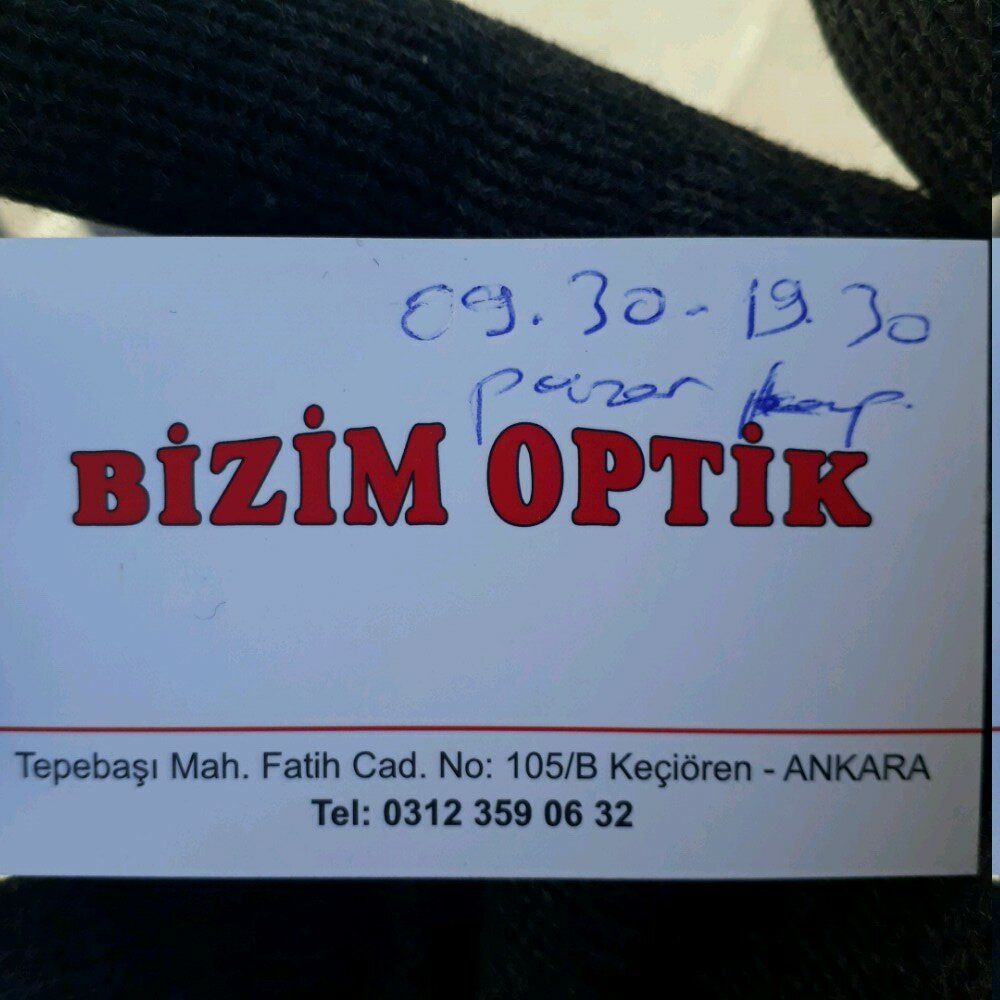 09.30-19.30
pazar kap.
BİZİM OPTİK
Tepebaşı Mah. Fatih Cad. No: 105/B Keçiören - ANKARA
Tel: 0312 359 06 32